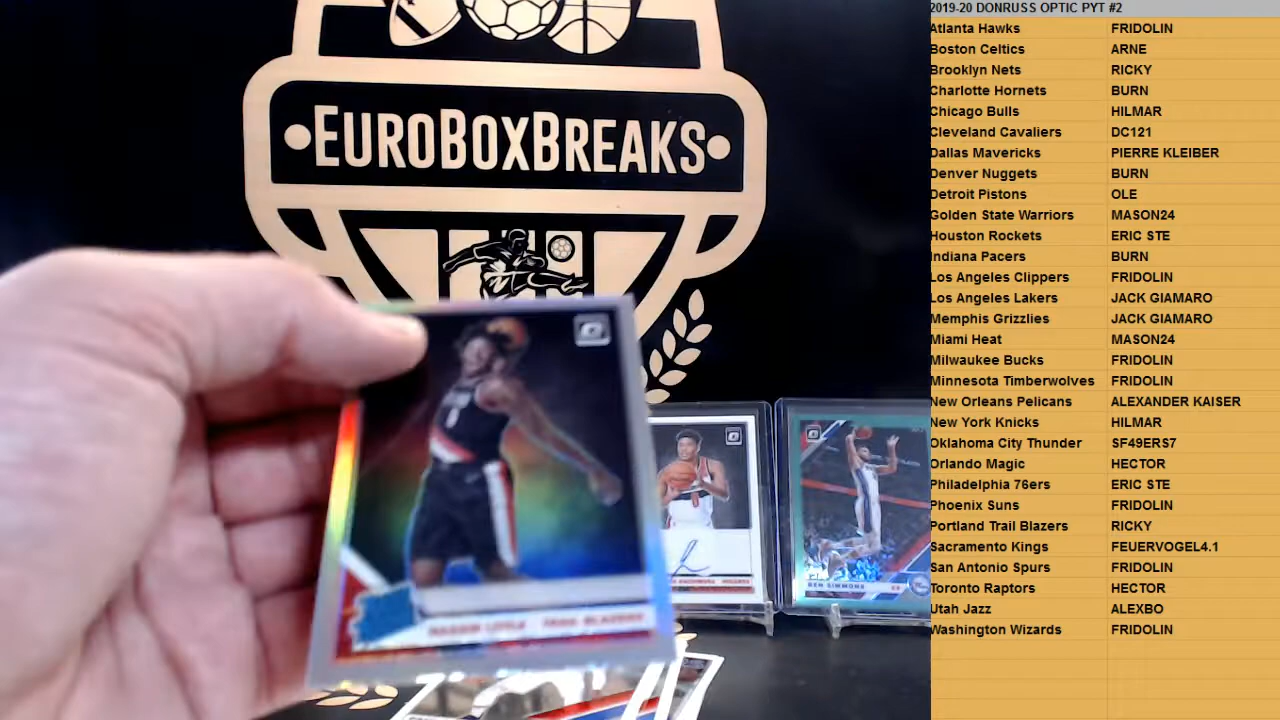 EUROBOXBREAKS
NASSIR LITTLE TRAIL BLAZERS
BEN SIMMONS
2019-20 DONRUSS OPTIC PYT #2
Atlanta Hawks FRIDOLIN
Boston Celtics ARNE
Brooklyn Nets RICKY
Charlotte Hornets BURN
Chicago Bulls HILMAR
Cleveland Cavaliers DC121
Dallas Mavericks PIERRE KLEIBER
Denver Nuggets BURN
Detroit Pistons OLE
Golden State Warriors MASON24
Houston Rockets ERIC STE
Indiana Pacers BURN
Los Angeles Clippers FRIDOLIN
Los Angeles Lakers JACK GIAMARO
Memphis Grizzlies JACK GIAMARO
Miami Heat MASON24
Milwaukee Bucks FRIDOLIN
Minnesota Timberwolves FRIDOLIN
New Orleans Pelicans ALEXANDER KAISER
New York Knicks HILMAR
Oklahoma City Thunder SF49ERS7
Orlando Magic HECTOR
Philadelphia 76ers ERIC STE
Phoenix Suns FRIDOLIN
Portland Trail Blazers RICKY
Sacramento Kings FEUERVOGEL4.1
San Antonio Spurs FRIDOLIN
Toronto Raptors HECTOR
Utah Jazz ALEXBO
Washington Wizards FRIDOLIN